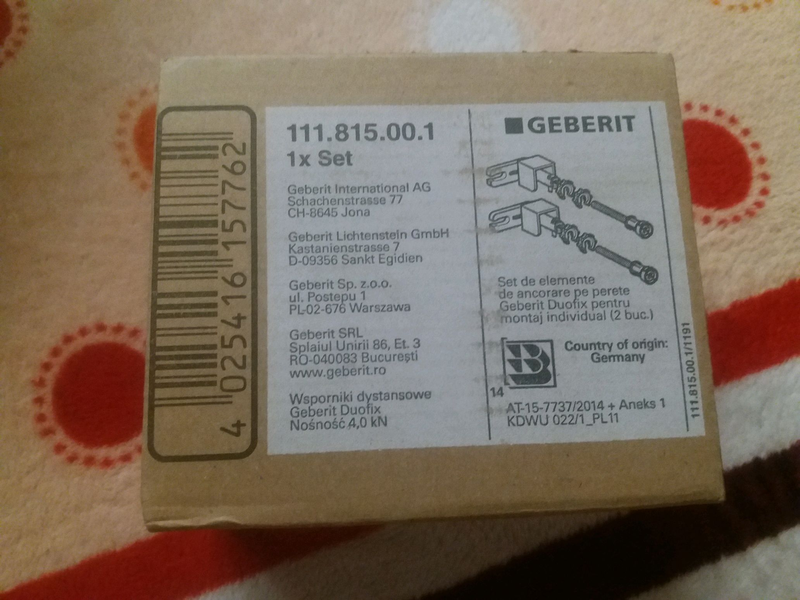 111.815.00.1
1x Set
Geberit International AG
Schachenstrasse 77
CH-8645 Jona
Geberit Lichtenstein GmbH
Kastanienstrasse 7
D-09356 Sankt Egidien
Geberit Sp. z.o.o.
ul. Postepu 1
PL-02-676 Warszawa
Geberit SRL
Splaiul Unirii 86, Et. 3
RO-040083 Bucureşti
www.geberit.ro
Wsporniki dystansowe
Geberit Duofix
Nośność 4,0 kN
GEBERIT
Set de elemente
de ancorare pe perete
Geberit Duofix pentru
montaj individual (2 buc.)
Country of origin:
Germany
14
AT-15-7737/2014 + Aneks 1
KDWU 022/1_PL11
111.815.00.1/1191
4 025416 157762